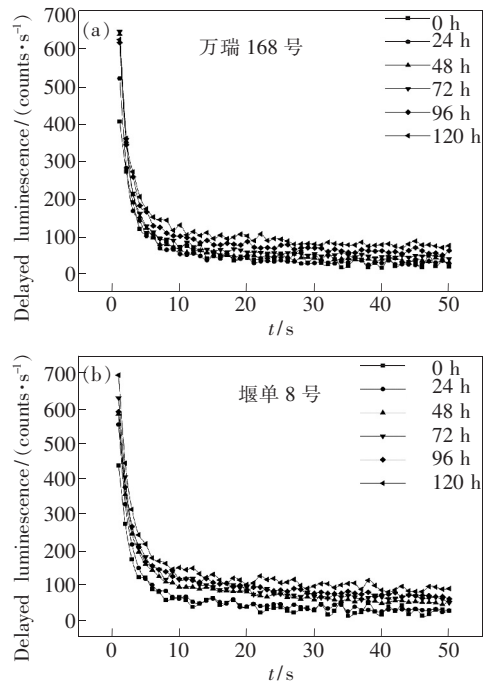 700
(a)
万瑞 168 号
0 h
24 h
48 h
72 h
96 h
120 h
600
500
400
300
200
100
0
Delayed luminescence/(counts·s⁻¹)
0 10 20 30 40 50
t/s
700
(b)
堰单 8 号
0 h
24 h
48 h
72 h
96 h
120 h
600
500
400
300
200
100
0
Delayed luminescence/(counts·s⁻¹)
0 10 20 30 40 50
t/s